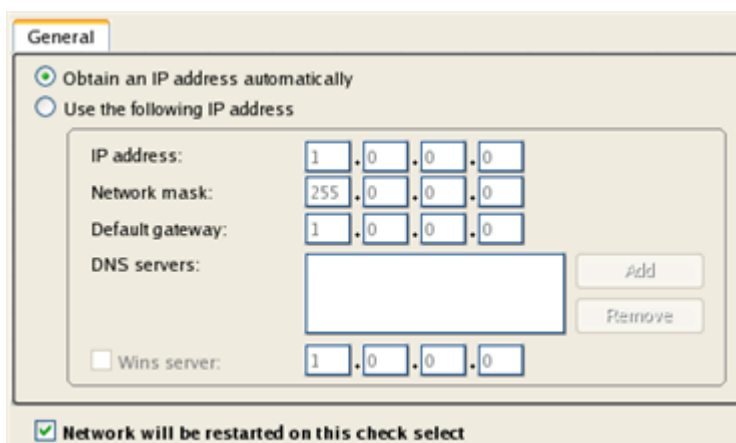 General
Obtain an IP address automatically
Use the following IP address
IP address: 1 . 0 . 0 . 0
Network mask: 255 . 0 . 0 . 0
Default gateway: 1 . 0 . 0 . 0
DNS servers:
Add
Remove
Wins server: 1 . 0 . 0 . 0
Network will be restarted on this check select